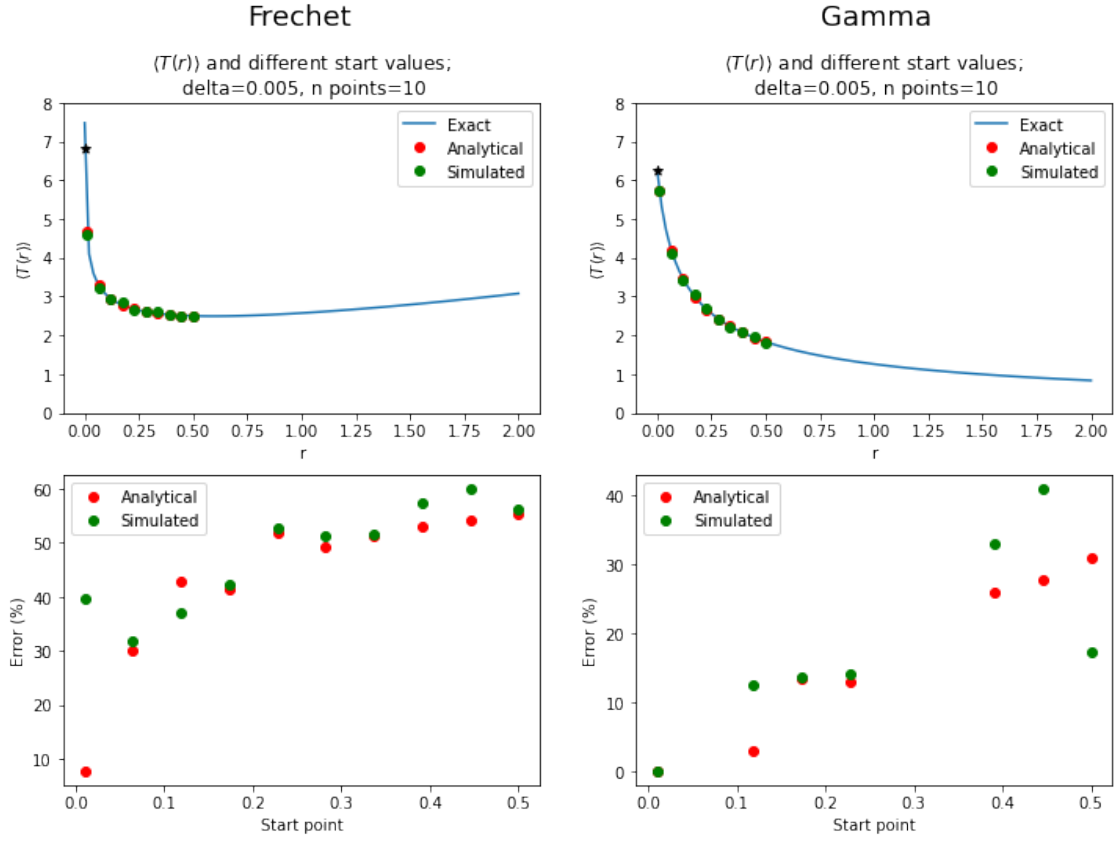 Frechet
⟨T(r)⟩ and different start values;
delta=0.005, n points=10
8
7
6
5
4
3
2
1
0
⟨T(r)⟩
Exact
Analytical
Simulated
0.00 0.25 0.50 0.75 1.00 1.25 1.50 1.75 2.00
r
Gamma
⟨T(r)⟩ and different start values;
delta=0.005, n points=10
8
7
6
5
4
3
2
1
0
⟨T(r)⟩
Exact
Analytical
Simulated
0.00 0.25 0.50 0.75 1.00 1.25 1.50 1.75 2.00
r
60
50
40
30
20
10
Error (%)
Analytical
Simulated
0.0 0.1 0.2 0.3 0.4 0.5
Start point
40
30
20
10
0
Error (%)
Analytical
Simulated
0.0 0.1 0.2 0.3 0.4 0.5
Start point